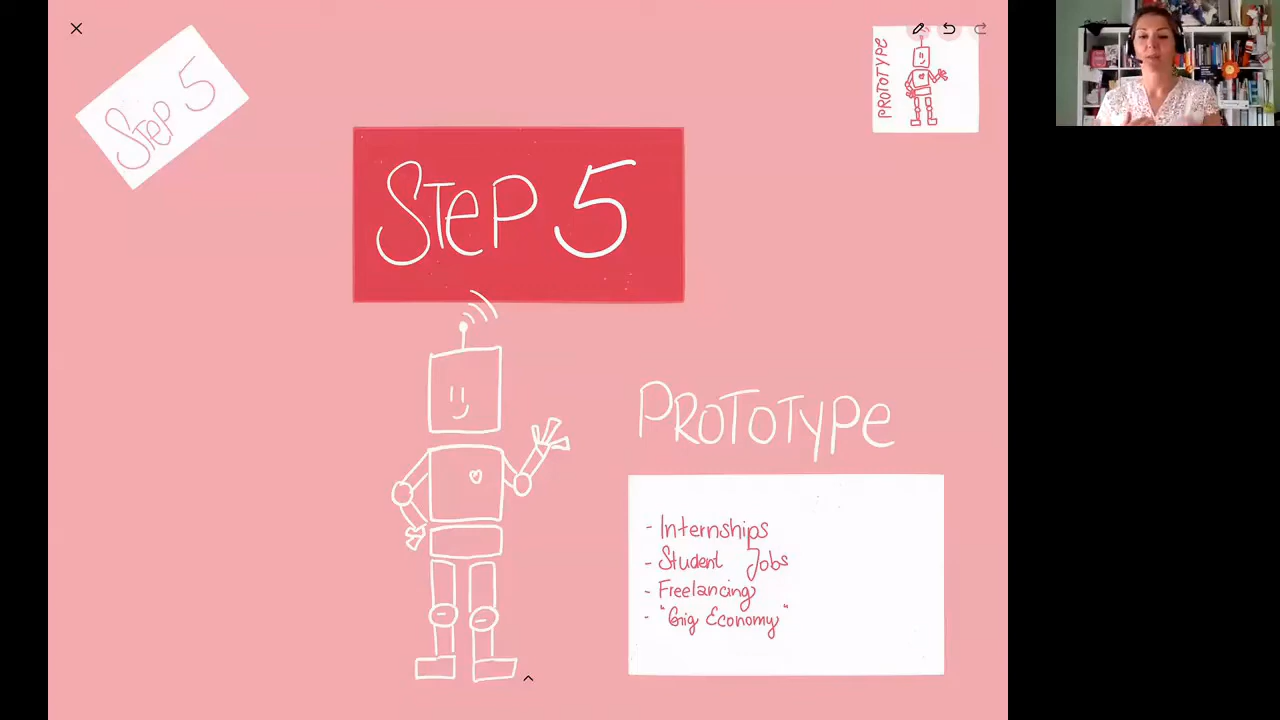 STeP 5
PROTOTYPE
STeP 5
PROTOTYPe
- Internships
- Student Jobs
- Freelancing
- "Gig Economy"